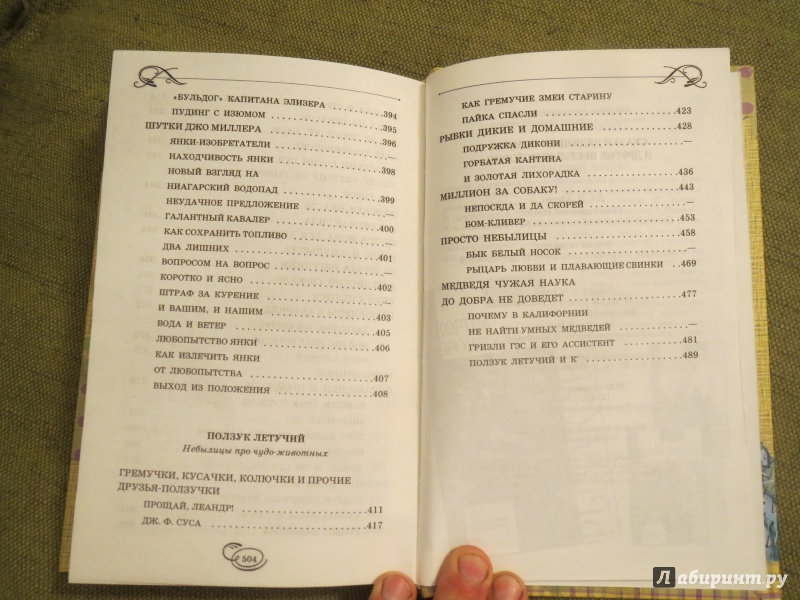 «БУЛЬДОГ» КАПИТАНА ЭЛИЗЕРА ..........394
ПУДИНГ С ИЗЮМОМ ..........395
ШУТКИ ДЖО МИЛЛЕРА ..........396
ЯНКИ-ИЗОБРЕТАТЕЛИ ..........—
НАХОДЧИВОСТЬ ЯНКИ ..........398
НОВЫЙ ВЗГЛЯД НА
НИАГАРСКИЙ ВОДОПАД ..........399
НЕУДАЧНОЕ ПРЕДЛОЖЕНИЕ ..........—
ГАЛАНТНЫЙ КАВАЛЕР ..........400
КАК СОХРАНИТЬ ТОПЛИВО ..........—
ДВА ЛИШНИХ ..........401
ВОПРОСОМ НА ВОПРОС ..........—
КОРОТКО И ЯСНО ..........402
ШТРАФ ЗА КУРЕНИЕ ..........—
И ВАШИМ, И НАШИМ ..........403
ВОДА И ВЕТЕР ..........405
ЛЮБОПЫТСТВО ЯНКИ ..........406
КАК ИЗЛЕЧИТЬ ЯНКИ
ОТ ЛЮБОПЫТСТВА ..........407
ВЫХОД ИЗ ПОЛОЖЕНИЯ ..........408
ПОЛЗУК ЛЕТУЧИЙ
Небылицы про чудо-животных
ГРЕМУЧКИ, КУСАЧКИ, КОЛЮЧКИ И ПРОЧИЕ
ДРУЗЬЯ-ПОЛЗУЧКИ
ПРОЩАЙ, ЛЕАНДР! ..........411
ДЖ. Ф. СУСА ..........417
504
КАК ГРЕМУЧИЕ ЗМЕИ СТАРИНУ
ПАЙКА СПАСЛИ ..........423
РЫБКИ ДИКИЕ И ДОМАШНИЕ ..........428
ПОДРУЖКА ДИКОНИ ..........—
ГОРБАТАЯ КАНТИНА
И ЗОЛОТАЯ ЛИХОРАДКА ..........436
МИЛЛИОН ЗА СОБАКУ! ..........443
НЕПОСЕДА И ДА СКОРЕЙ ..........—
БОМ-КЛИВЕР ..........453
ПРОСТО НЕБЫЛИЦЫ ..........458
БЫК БЕЛЫЙ НОСОК ..........—
РЫЦАРЬ ЛЮБВИ И ПЛАВАЮЩИЕ СВИНКИ ..469
МЕДВЕДЯ ЧУЖАЯ НАУКА
ДО ДОБРА НЕ ДОВЕДЕТ ..........477
ПОЧЕМУ В КАЛИФОРНИИ
НЕ НАЙТИ УМНЫХ МЕДВЕДЕЙ ..........—
ГРИЗЛИ ГЭС И ЕГО АССИСТЕНТ ..........481
ПОЛЗУК ЛЕТУЧИЙ И К° ..........489
Лабиринт.ру